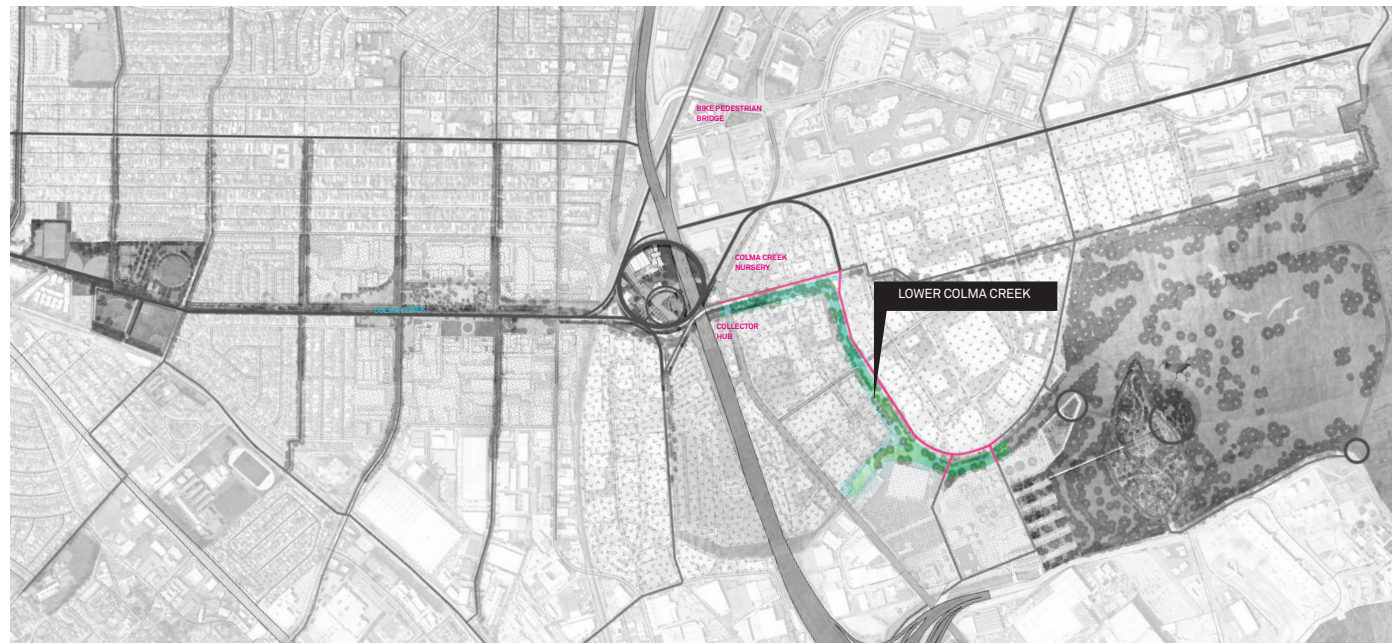 BIKE PEDESTRIAN
BRIDGE
COLMA CREEK
NURSERY
LOWER COLMA CREEK
COLLECTOR
HUB